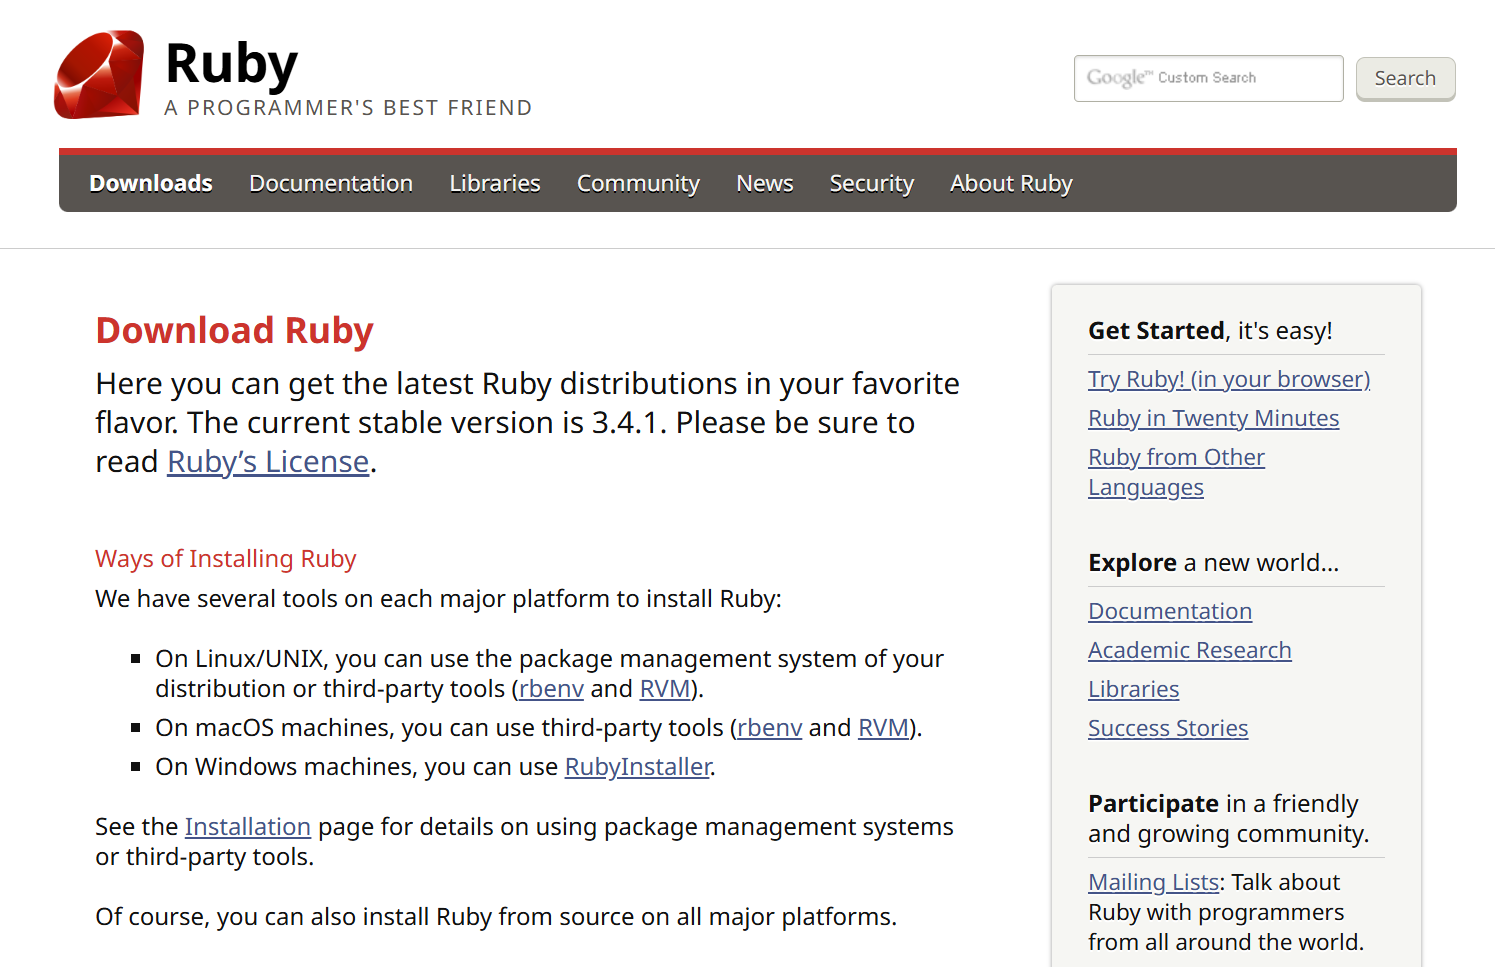 Ruby
A PROGRAMMER'S BEST FRIEND
Google™ Custom Search
Search
Downloads Documentation Libraries Community News Security About Ruby
Download Ruby
Here you can get the latest Ruby distributions in your favorite
flavor. The current stable version is 3.4.1. Please be sure to
read Ruby’s License.
Ways of Installing Ruby
We have several tools on each major platform to install Ruby:
On Linux/UNIX, you can use the package management system of your
distribution or third-party tools (rbenv and RVM).
On macOS machines, you can use third-party tools (rbenv and RVM).
On Windows machines, you can use RubyInstaller.
See the Installation page for details on using package management systems
or third-party tools.
Of course, you can also install Ruby from source on all major platforms.
Get Started, it's easy!
Try Ruby! (in your browser)
Ruby in Twenty Minutes
Ruby from Other
Languages
Explore a new world…
Documentation
Academic Research
Libraries
Success Stories
Participate in a friendly
and growing community.
Mailing Lists: Talk about
Ruby with programmers
from all around the world.